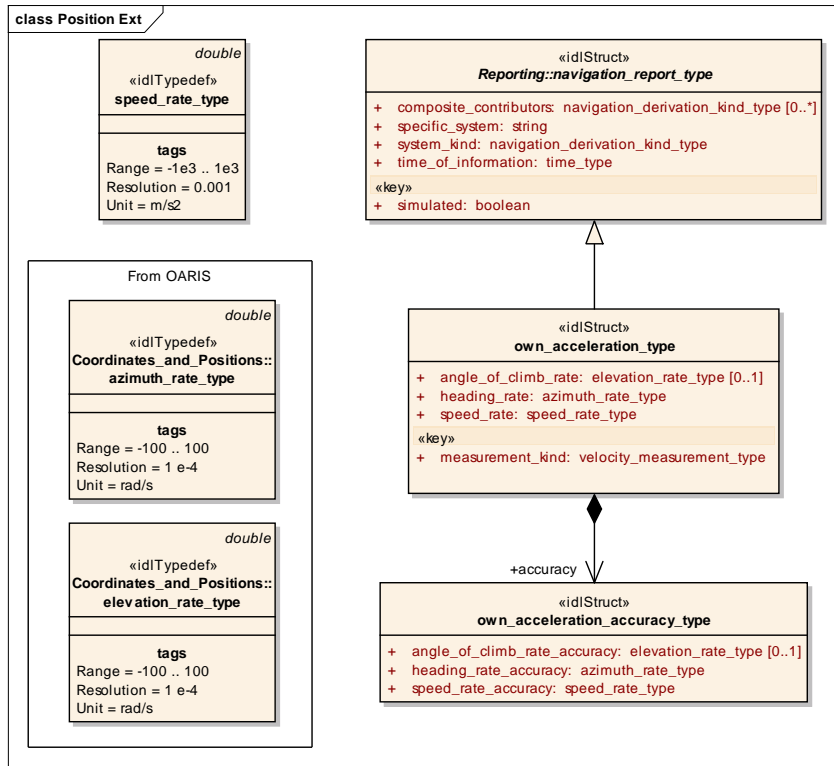 class Position Ext
double
«idlTypedef»
speed_rate_type
tags
Range = -1e3 .. 1e3
Resolution = 0.001
Unit = m/s2
«idlStruct»
Reporting::navigation_report_type
+ composite_contributors: navigation_derivation_kind_type [0..*]
+ specific_system: string
+ system_kind: navigation_derivation_kind_type
+ time_of_information: time_type
«key»
+ simulated: boolean
From OARIS
double
«idlTypedef»
Coordinates_and_Positions::
azimuth_rate_type
tags
Range = -100 .. 100
Resolution = 1 e-4
Unit = rad/s
double
«idlTypedef»
Coordinates_and_Positions::
elevation_rate_type
tags
Range = -100 .. 100
Resolution = 1 e-4
Unit = rad/s
«idlStruct»
own_acceleration_type
+ angle_of_climb_rate: elevation_rate_type [0..1]
+ heading_rate: azimuth_rate_type
+ speed_rate: speed_rate_type
«key»
+ measurement_kind: velocity_measurement_type
+accuracy
«idlStruct»
own_acceleration_accuracy_type
+ angle_of_climb_rate_accuracy: elevation_rate_type [0..1]
+ heading_rate_accuracy: azimuth_rate_type
+ speed_rate_accuracy: speed_rate_type